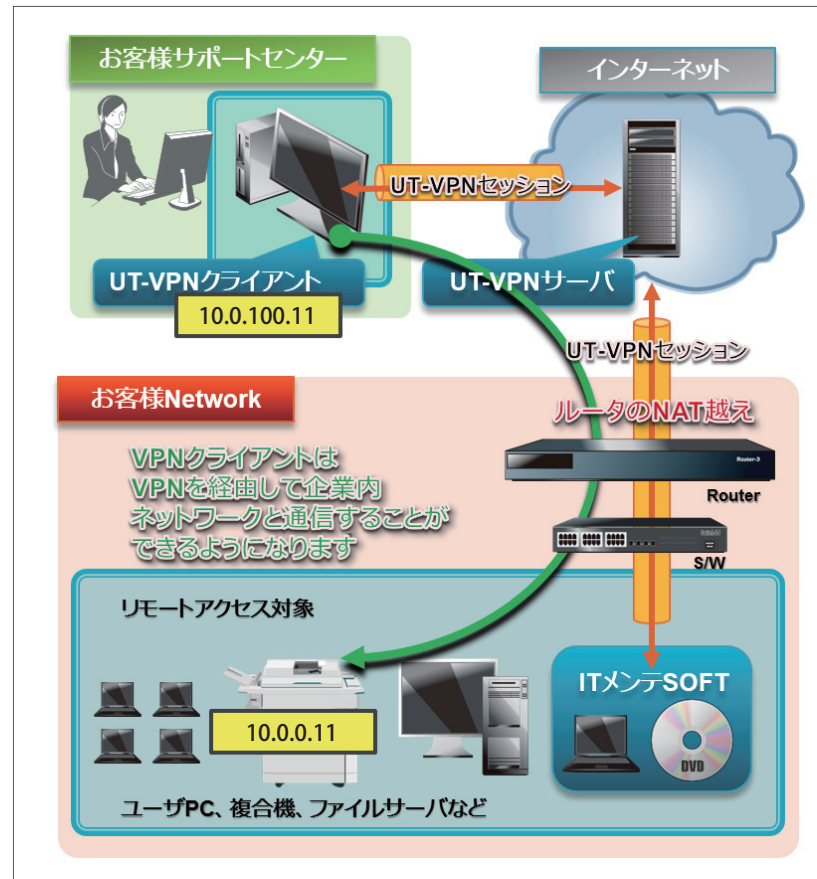 お客様サポートセンター
インターネット
UT-VPNセッション
UT-VPNクライアント
UT-VPNサーバ
10.0.100.11
UT-VPNセッション
お客様Network
ルータのNAT越え
VPNクライアントは
VPNを経由して企業内
ネットワークと通信することが
できるようになります
Router-3
Router
S/W
リモートアクセス対象
ITメンテSOFT
10.0.0.11
DVD
ユーザPC、複合機、ファイルサーバなど